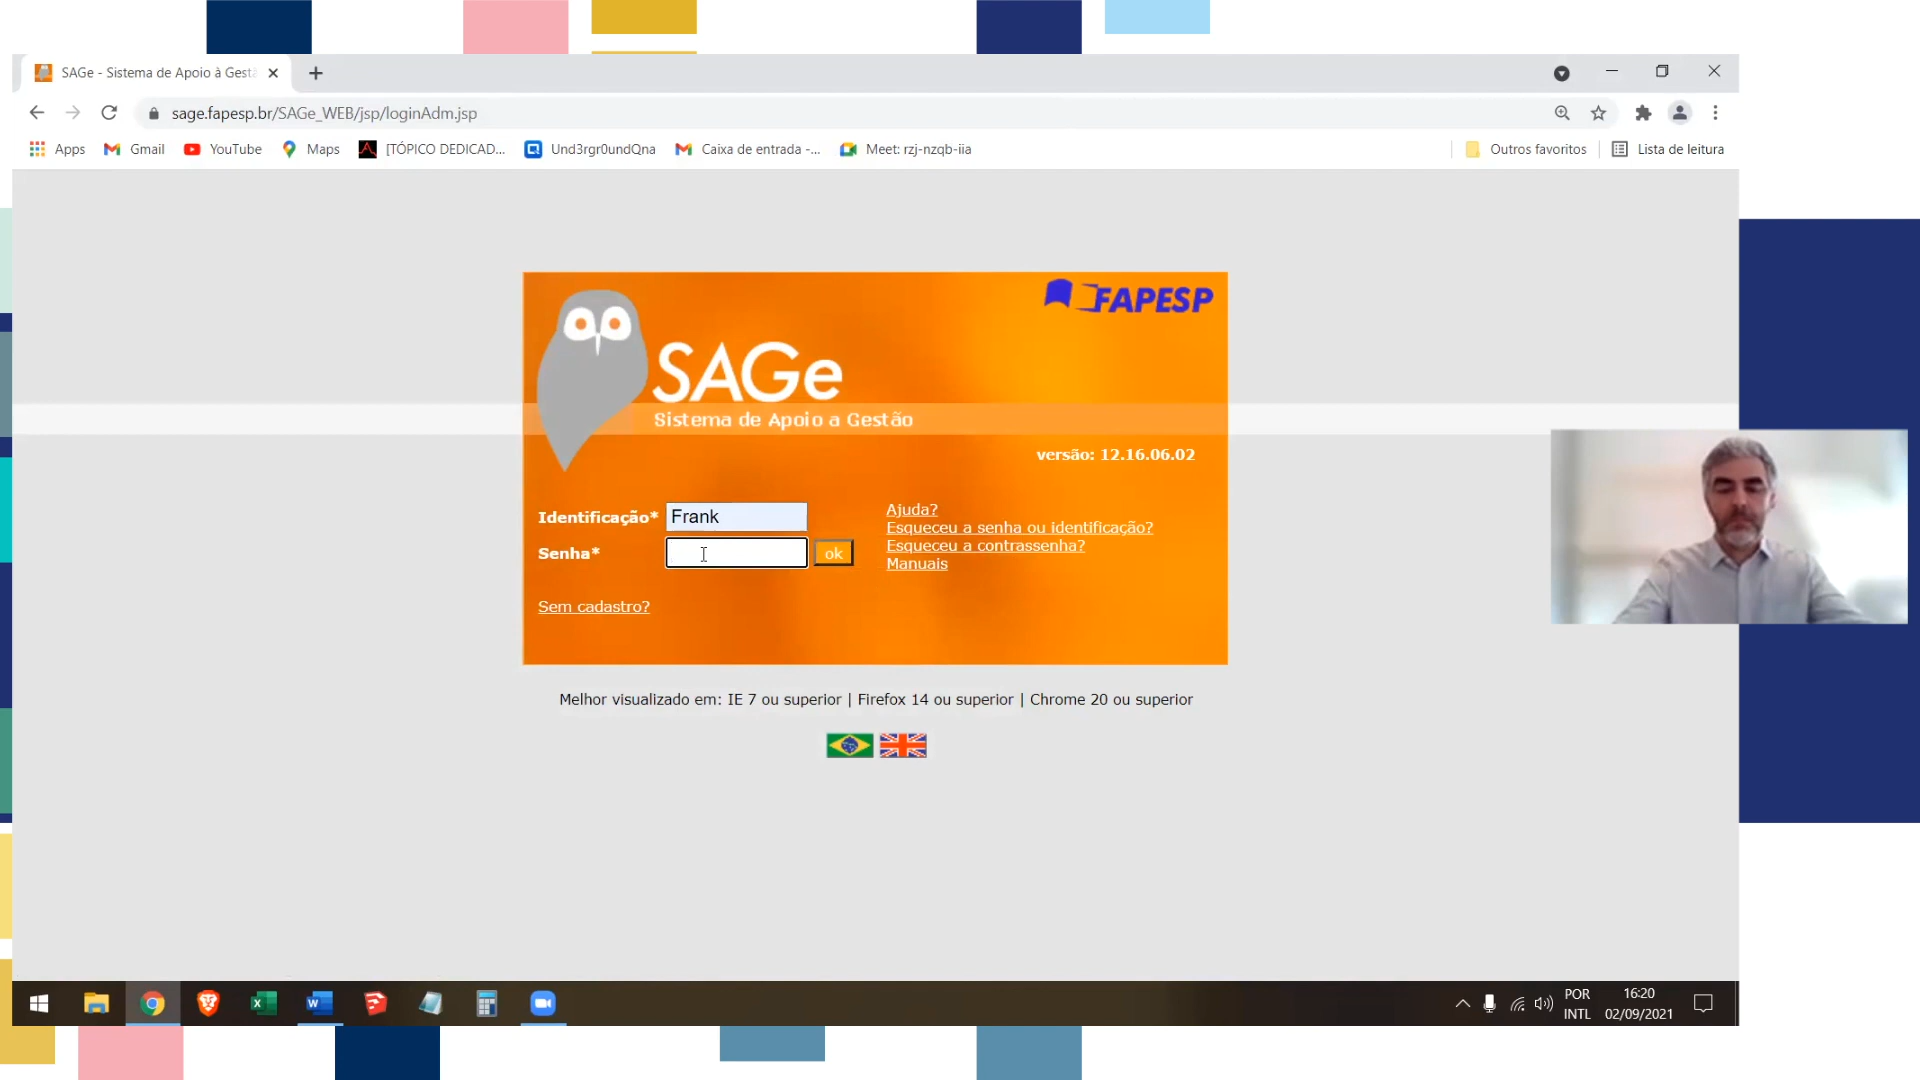 SAGe - Sistema de Apoio à Gestã
sage.fapesp.br/SAGe_WEB/jsp/loginAdm.jsp
Apps Gmail YouTube Maps [TÓPICO DEDICAD... Und3rgr0undQna Caixa de entrada -... Meet: rzj-nzqb-iia Outros favoritos Lista de leitura
FAPESP
SAGe
Sistema de Apoio a Gestão
versão: 12.16.06.02
Identificação* Frank
Senha* ok
Ajuda?
Esqueceu a senha ou identificação?
Esqueceu a contrassenha?
Manuais
Sem cadastro?
Melhor visualizado em: IE 7 ou superior | Firefox 14 ou superior | Chrome 20 ou superior
POR 16:20
INTL 02/09/2021